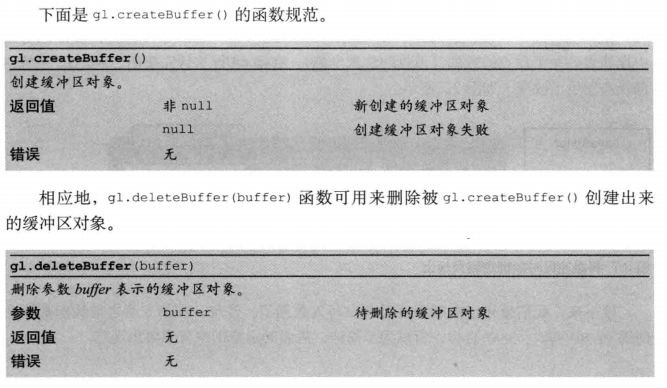 下面是 gl.createBuffer() 的函数规范。
gl.createBuffer()
创建缓冲区对象。
返回值 非 null 新创建的缓冲区对象
null 创建缓冲区对象失败
错误 无
相应地，gl.deleteBuffer(buffer) 函数可用来删除被 gl.createBuffer() 创建出来
的缓冲区对象。
gl.deleteBuffer(buffer)
删除参数 buffer 表示的缓冲区对象。
参数 buffer 待删除的缓冲区对象
返回值 无
错误 无